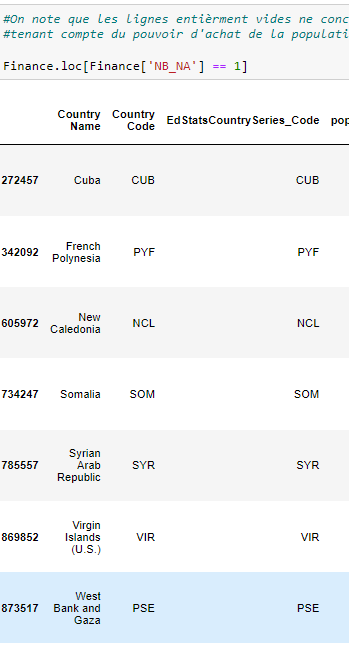 #On note que les lignes entièrment vides ne conc
#tenant compte du pouvoir d'achat de la populati
Finance.loc[Finance['NB_NA'] == 1]
Country Name Country Code EdStatsCountrySeries_Code pop
272457 Cuba CUB CUB
342092 French Polynesia PYF PYF
605972 New Caledonia NCL NCL
734247 Somalia SOM SOM
785557 Syrian Arab Republic SYR SYR
869852 Virgin Islands (U.S.) VIR VIR
873517 West Bank and Gaza PSE PSE